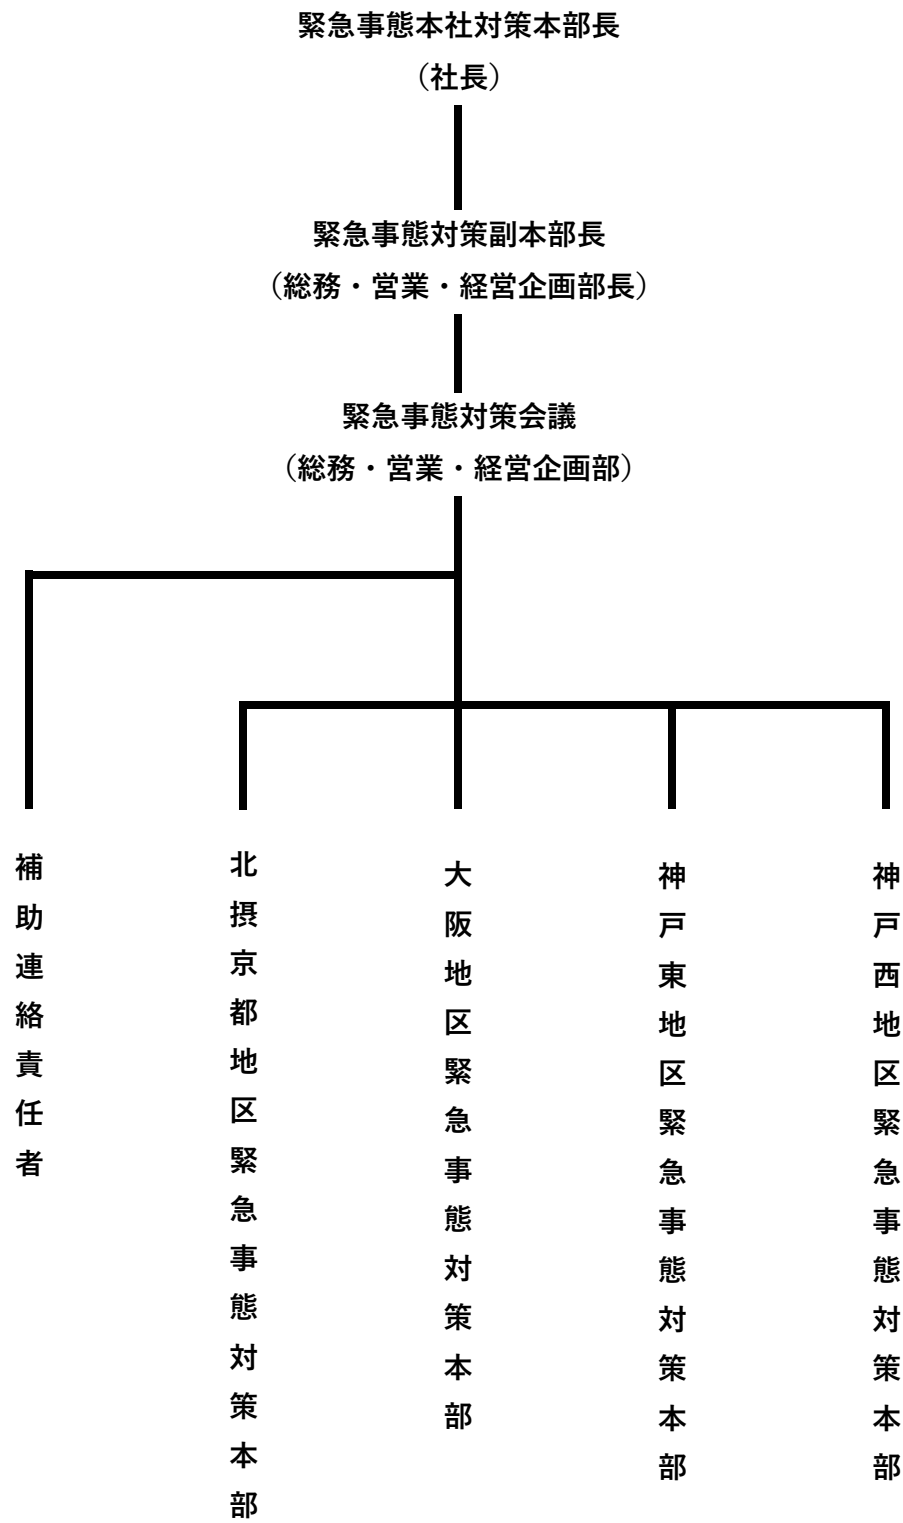 緊急事態本社対策本部長
（社長）
緊急事態対策副本部長
（総務・営業・経営企画部長）
緊急事態対策会議
（総務・営業・経営企画部）
補助連絡責任者
北摂京都地区緊急事態対策本部
大阪地区緊急事態対策本部
神戸東地区緊急事態対策本部
神戸西地区緊急事態対策本部